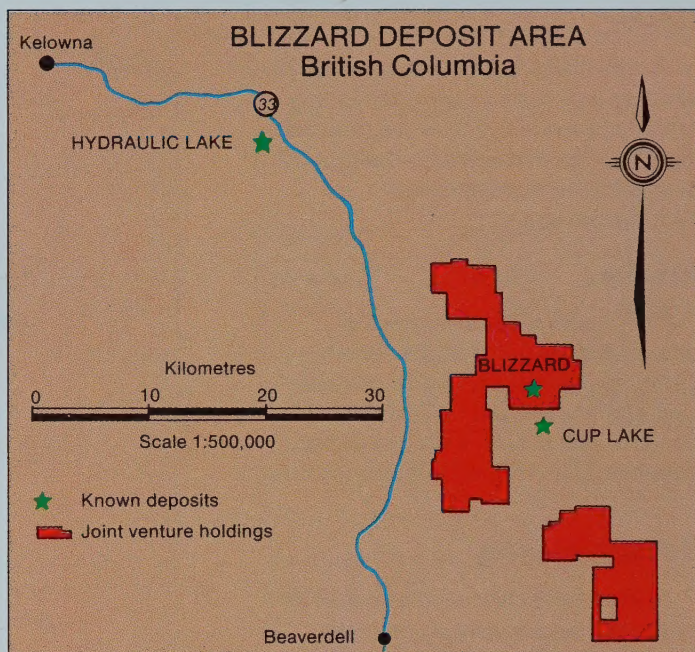 BLIZZARD DEPOSIT AREA
British Columbia
Kelowna
33
HYDRAULIC LAKE
N
BLIZZARD
CUP LAKE
Kilometres
0 10 20 30
Scale 1:500,000
Known deposits
Joint venture holdings
Beaverdell